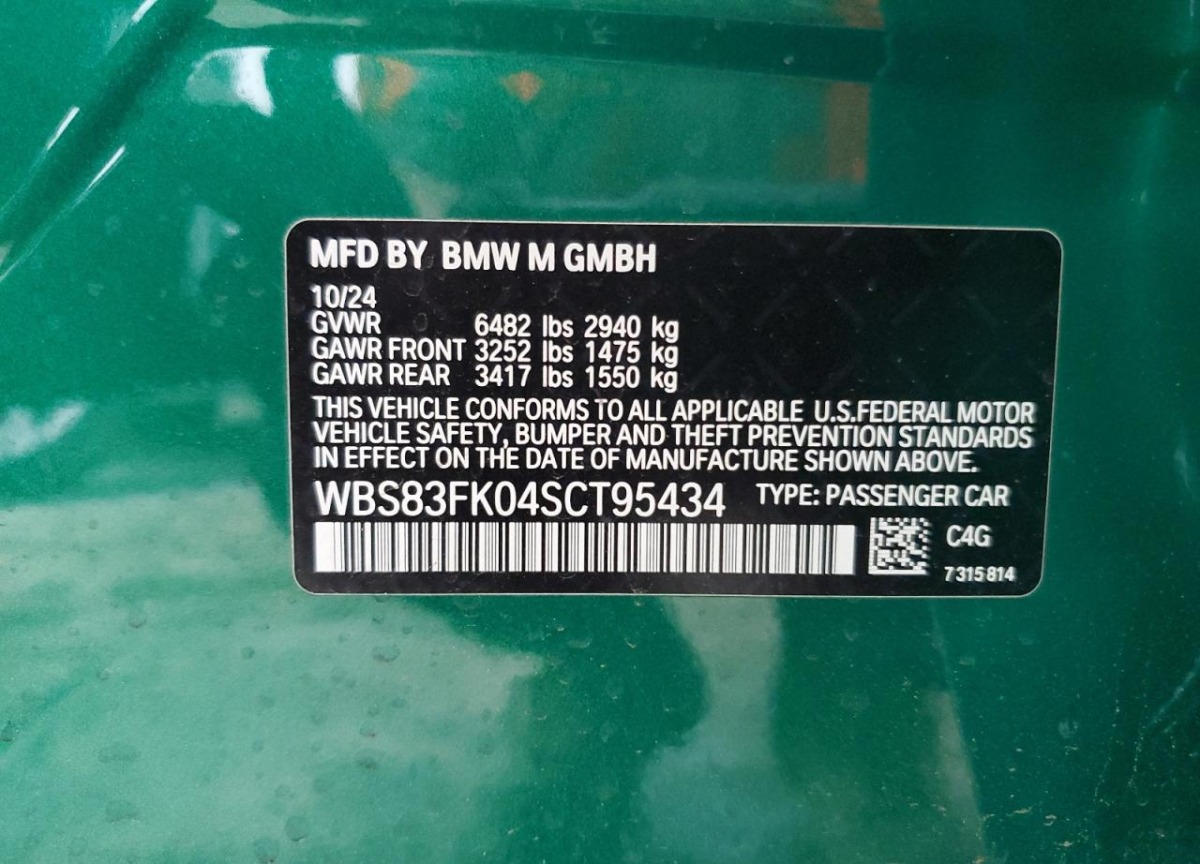 MFD BY BMW M GMBH
10/24
GVWR 6482 lbs 2940 kg
GAWR FRONT 3252 lbs 1475 kg
GAWR REAR 3417 lbs 1550 kg
THIS VEHICLE CONFORMS TO ALL APPLICABLE U.S.FEDERAL MOTOR
VEHICLE SAFETY, BUMPER AND THEFT PREVENTION STANDARDS
IN EFFECT ON THE DATE OF MANUFACTURE SHOWN ABOVE.
WBS83FK04SCT95434 TYPE: PASSENGER CAR
C4G
7315814